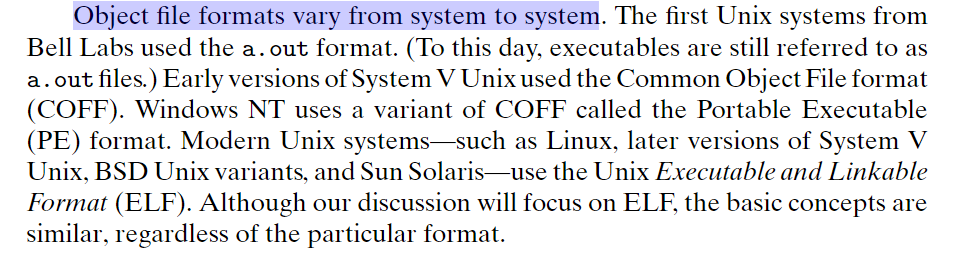 Object file formats vary from system to system. The first Unix systems from
Bell Labs used the a.out format. (To this day, executables are still referred to as
a.out files.) Early versions of System V Unix used the Common Object File format
(COFF). Windows NT uses a variant of COFF called the Portable Executable
(PE) format. Modern Unix systems—such as Linux, later versions of System V
Unix, BSD Unix variants, and Sun Solaris—use the Unix Executable and Linkable
Format (ELF). Although our discussion will focus on ELF, the basic concepts are
similar, regardless of the particular format.